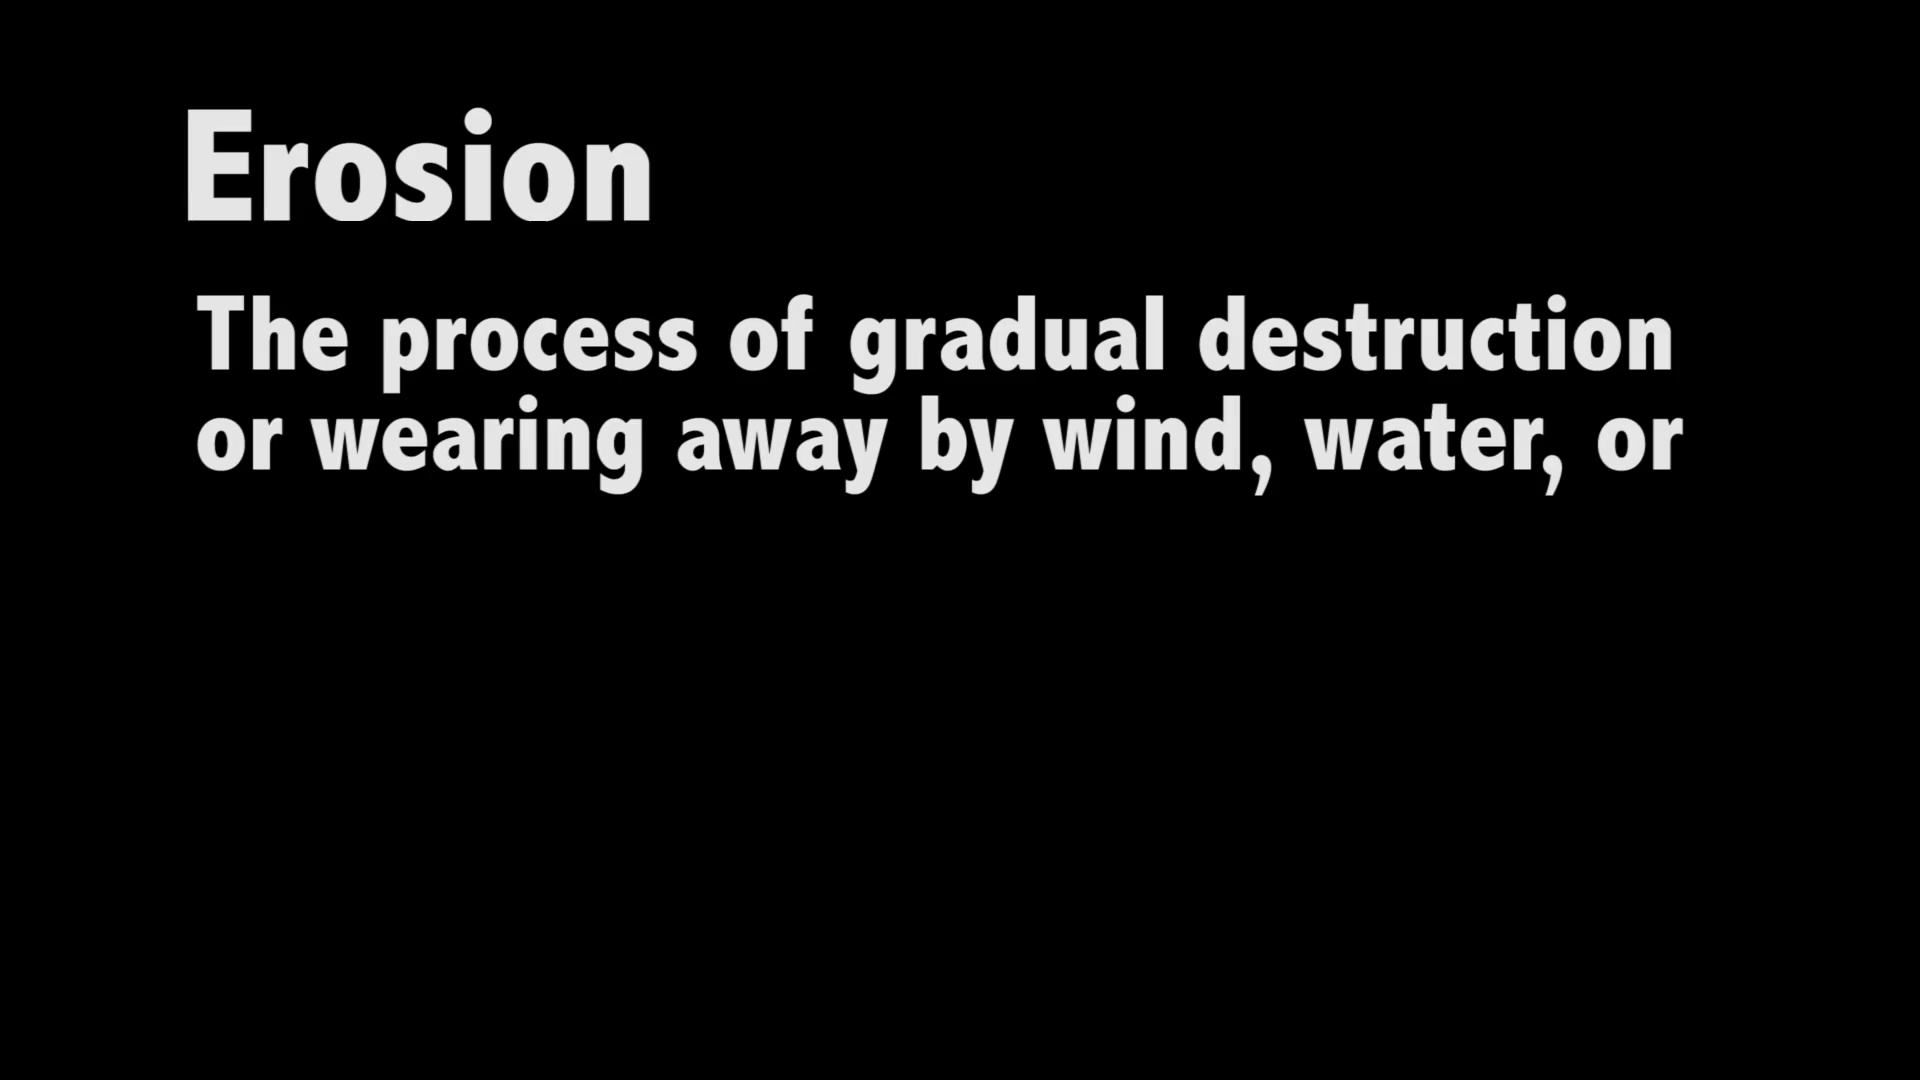 Erosion
The process of gradual destruction
or wearing away by wind, water, or